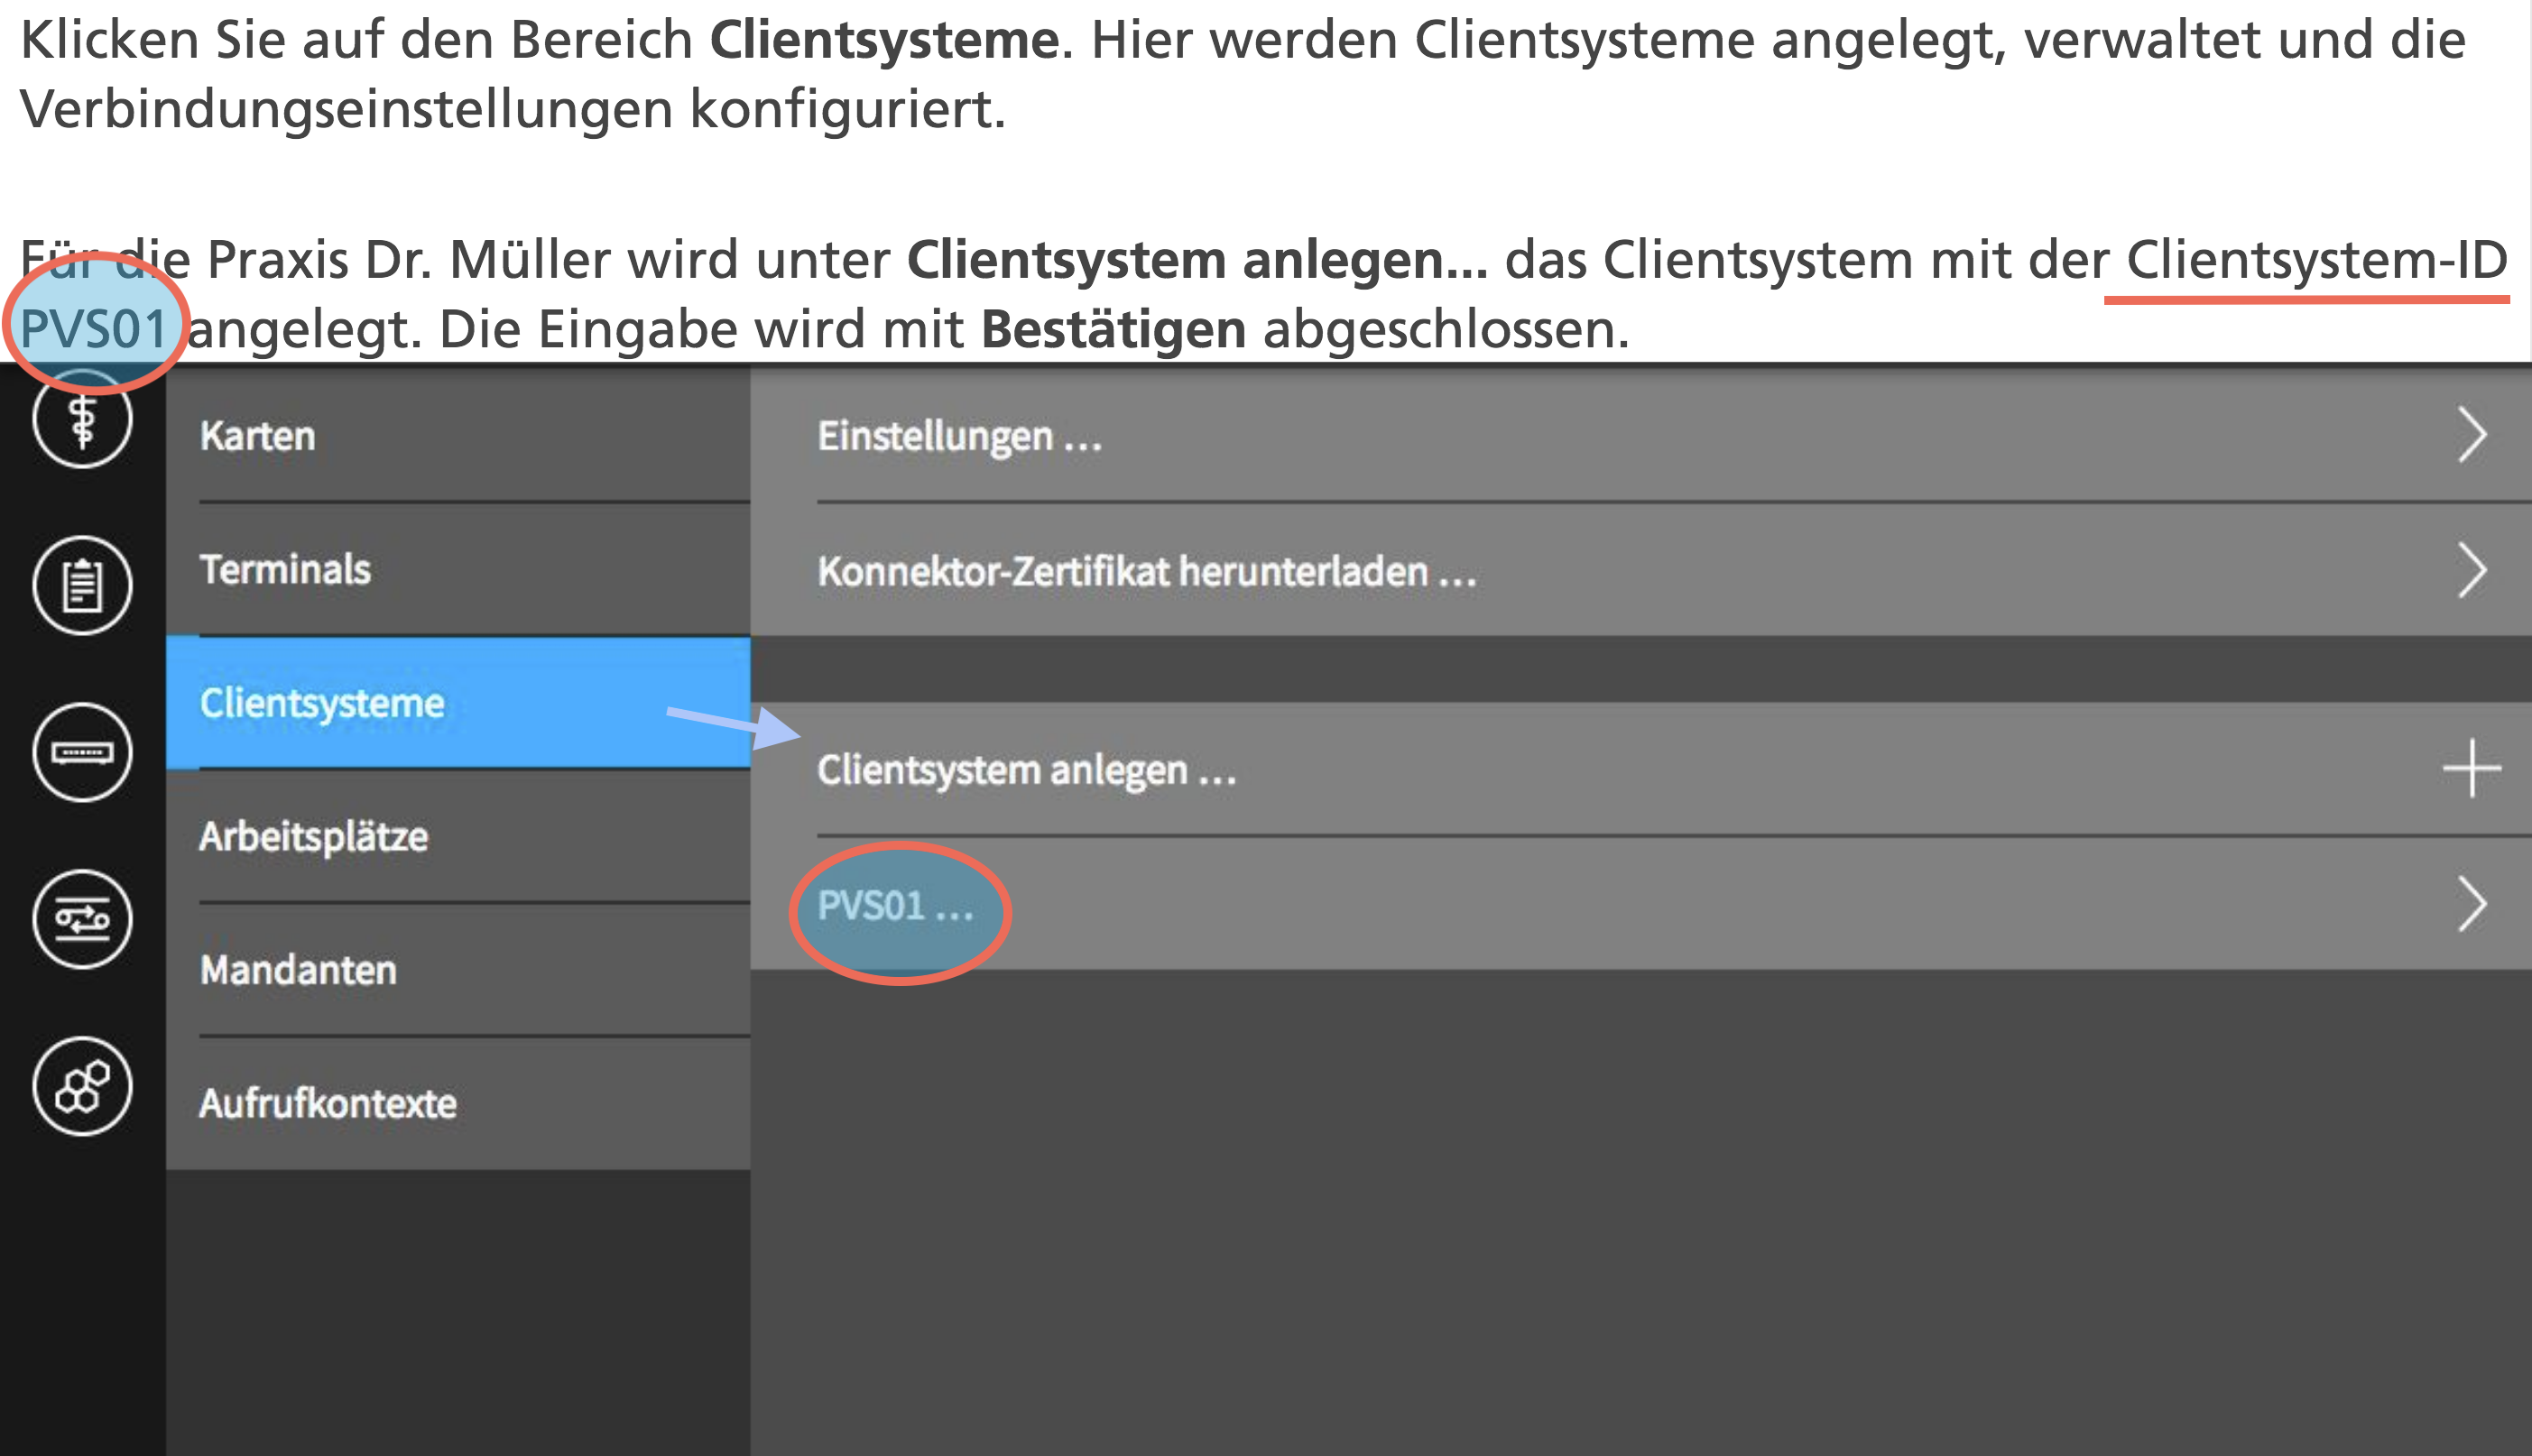 Klicken Sie auf den Bereich Clientsysteme. Hier werden Clientsysteme angelegt, verwaltet und die
Verbindungseinstellungen konfiguriert.
Für die Praxis Dr. Müller wird unter Clientsystem anlegen... das Clientsystem mit der Clientsystem-ID
PVS01 angelegt. Die Eingabe wird mit Bestätigen abgeschlossen.
Karten
Terminals
Clientsysteme
Arbeitsplätze
Mandanten
Aufrufkontexte
Einstellungen ...
Konnektor-Zertifikat herunterladen ...
Clientsystem anlegen ...
PVS01 ...